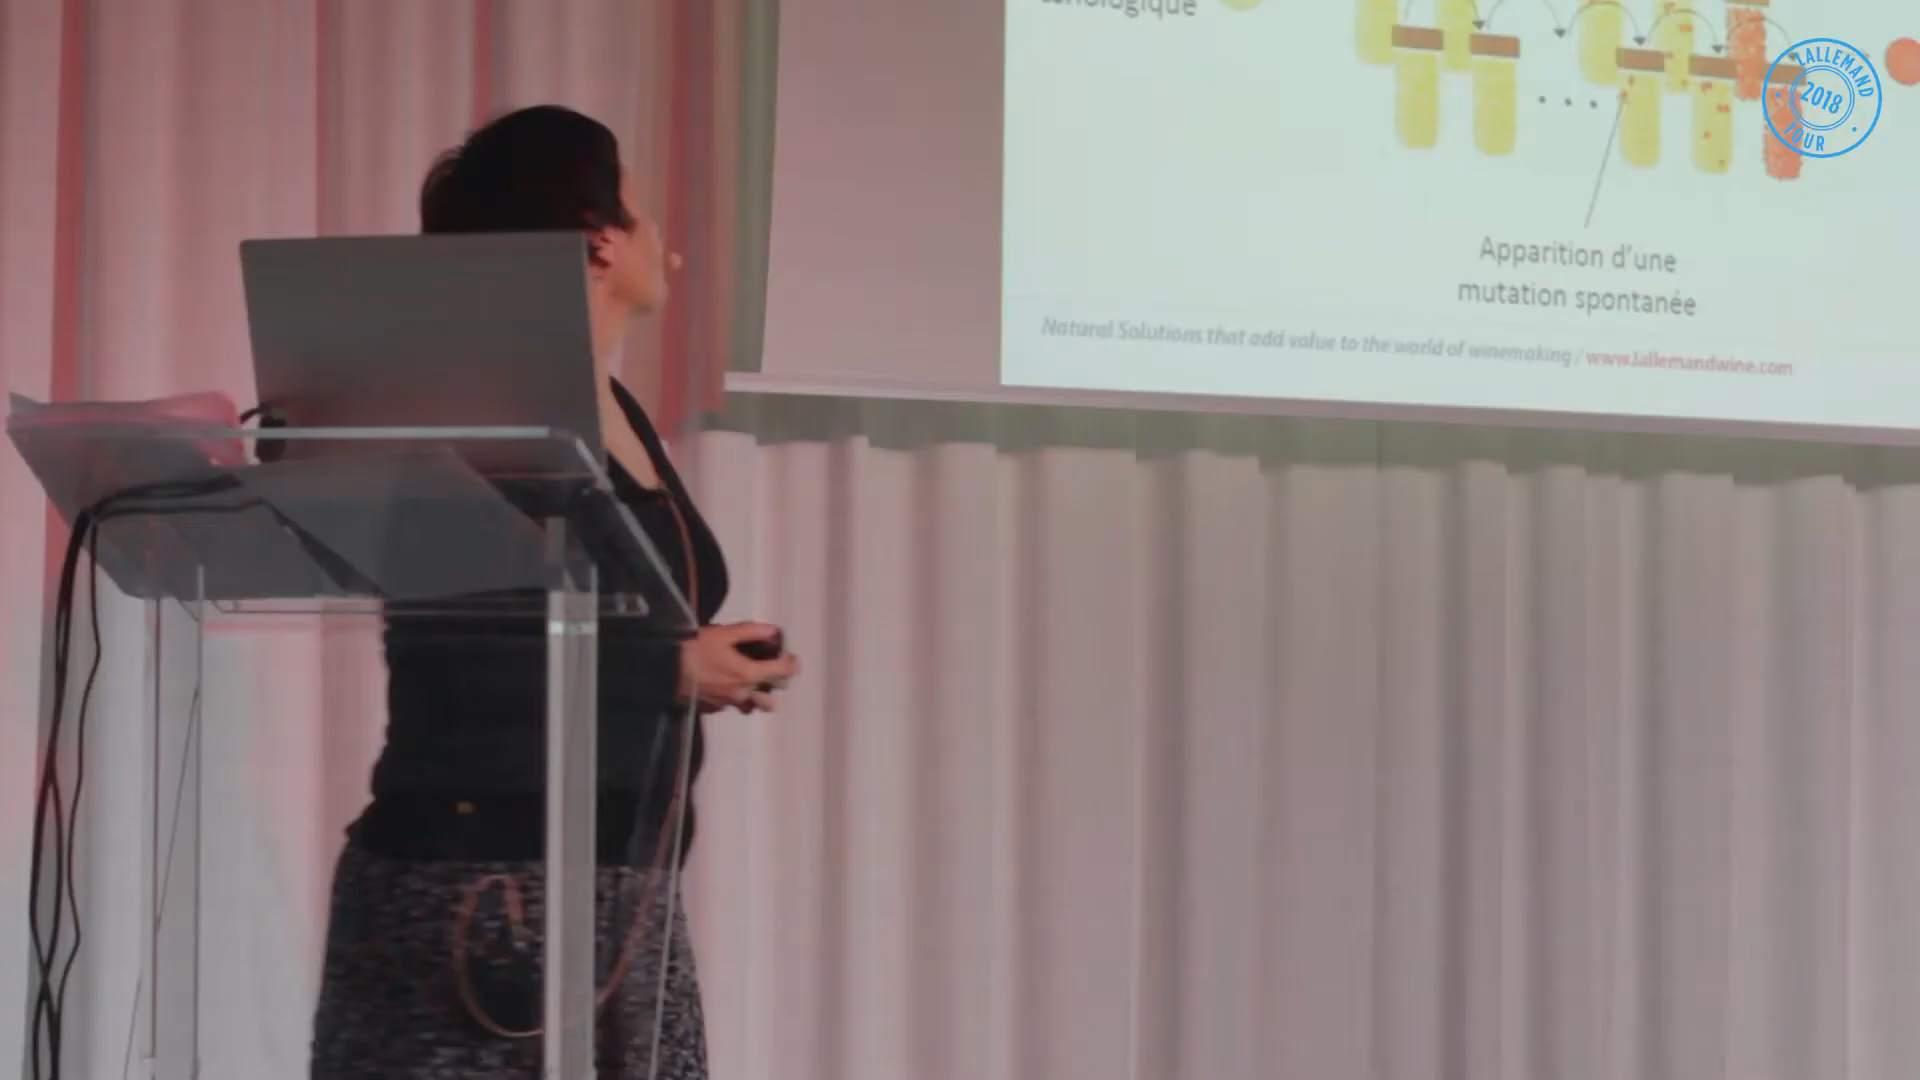 LALLEMAND
2018
TOUR
Apparition d'une
mutation spontanée
Natural Solutions that add value to the world of winemaking / www.lallemandwine.com